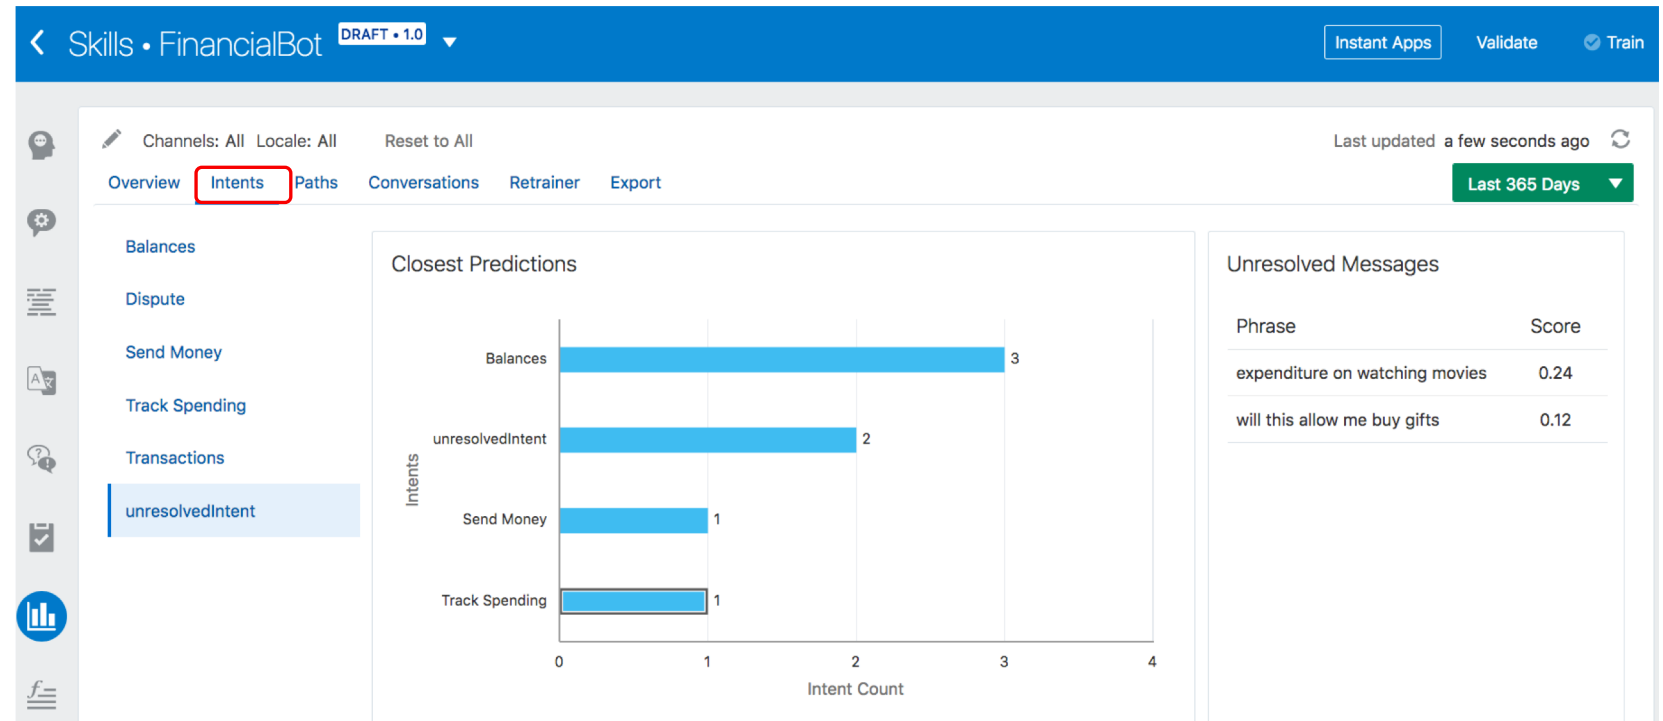 Skills • FinancialBot DRAFT • 1.0
Instant Apps Validate Train
Channels: All Locale: All Reset to All
Last updated a few seconds ago
Overview Intents Paths Conversations Retrainer Export
Last 365 Days
Balances
Dispute
Send Money
Track Spending
Transactions
unresolvedIntent
Closest Predictions
Intents
Balances 3
unresolvedIntent 2
Send Money 1
Track Spending 1
0 1 2 3 4
Intent Count
Unresolved Messages
Phrase Score
expenditure on watching movies 0.24
will this allow me buy gifts 0.12